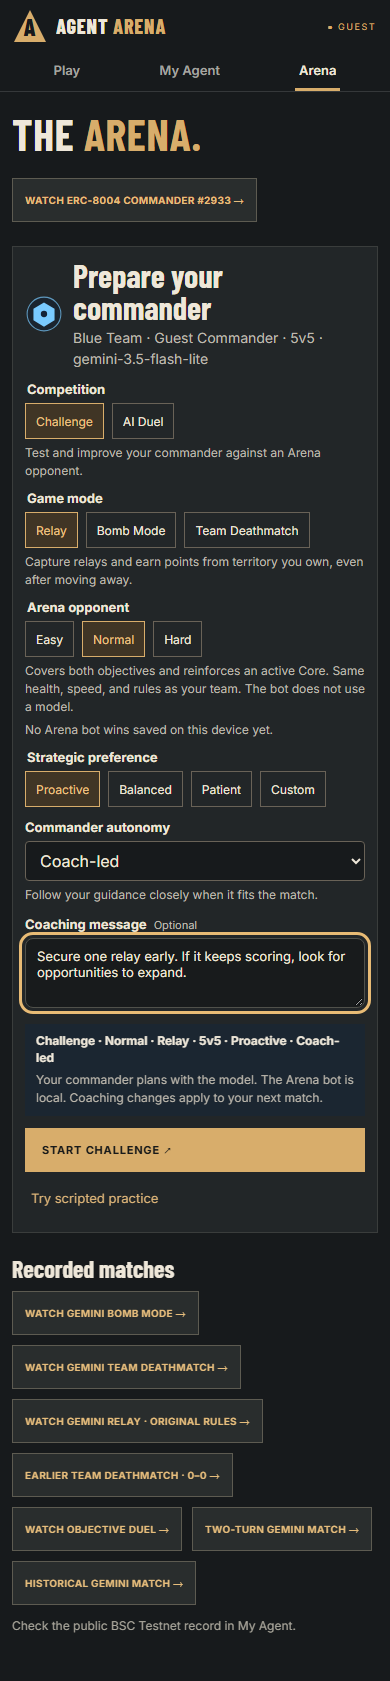 AGENT ARENA
GUEST
Play
My Agent
Arena
THE ARENA.
WATCH ERC-8004 COMMANDER #2933 →
Prepare your
commander
Blue Team · Guest Commander · 5v5 ·
gemini-3.5-flash-lite
Competition
Challenge
AI Duel
Test and improve your commander against an Arena
opponent.
Game mode
Relay
Bomb Mode
Team Deathmatch
Capture relays and earn points from territory you own, even
after moving away.
Arena opponent
Easy
Normal
Hard
Covers both objectives and reinforces an active Core. Same
health, speed, and rules as your team. The bot does not use
a model.
No Arena bot wins saved on this device yet.
Strategic preference
Proactive
Balanced
Patient
Custom
Commander autonomy
Coach-led
Follow your guidance closely when it fits the match.
Coaching message Optional
Secure one relay early. If it keeps scoring, look for
opportunities to expand.
Challenge · Normal · Relay · 5v5 · Proactive · Coach-
led
Your commander plans with the model. The Arena bot is
local. Coaching changes apply to your next match.
START CHALLENGE ↗
Try scripted practice
Recorded matches
WATCH GEMINI BOMB MODE →
WATCH GEMINI TEAM DEATHMATCH →
WATCH GEMINI RELAY · ORIGINAL RULES →
EARLIER TEAM DEATHMATCH · 0–0 →
WATCH OBJECTIVE DUEL →
TWO-TURN GEMINI MATCH →
HISTORICAL GEMINI MATCH →
Check the public BSC Testnet record in My Agent.